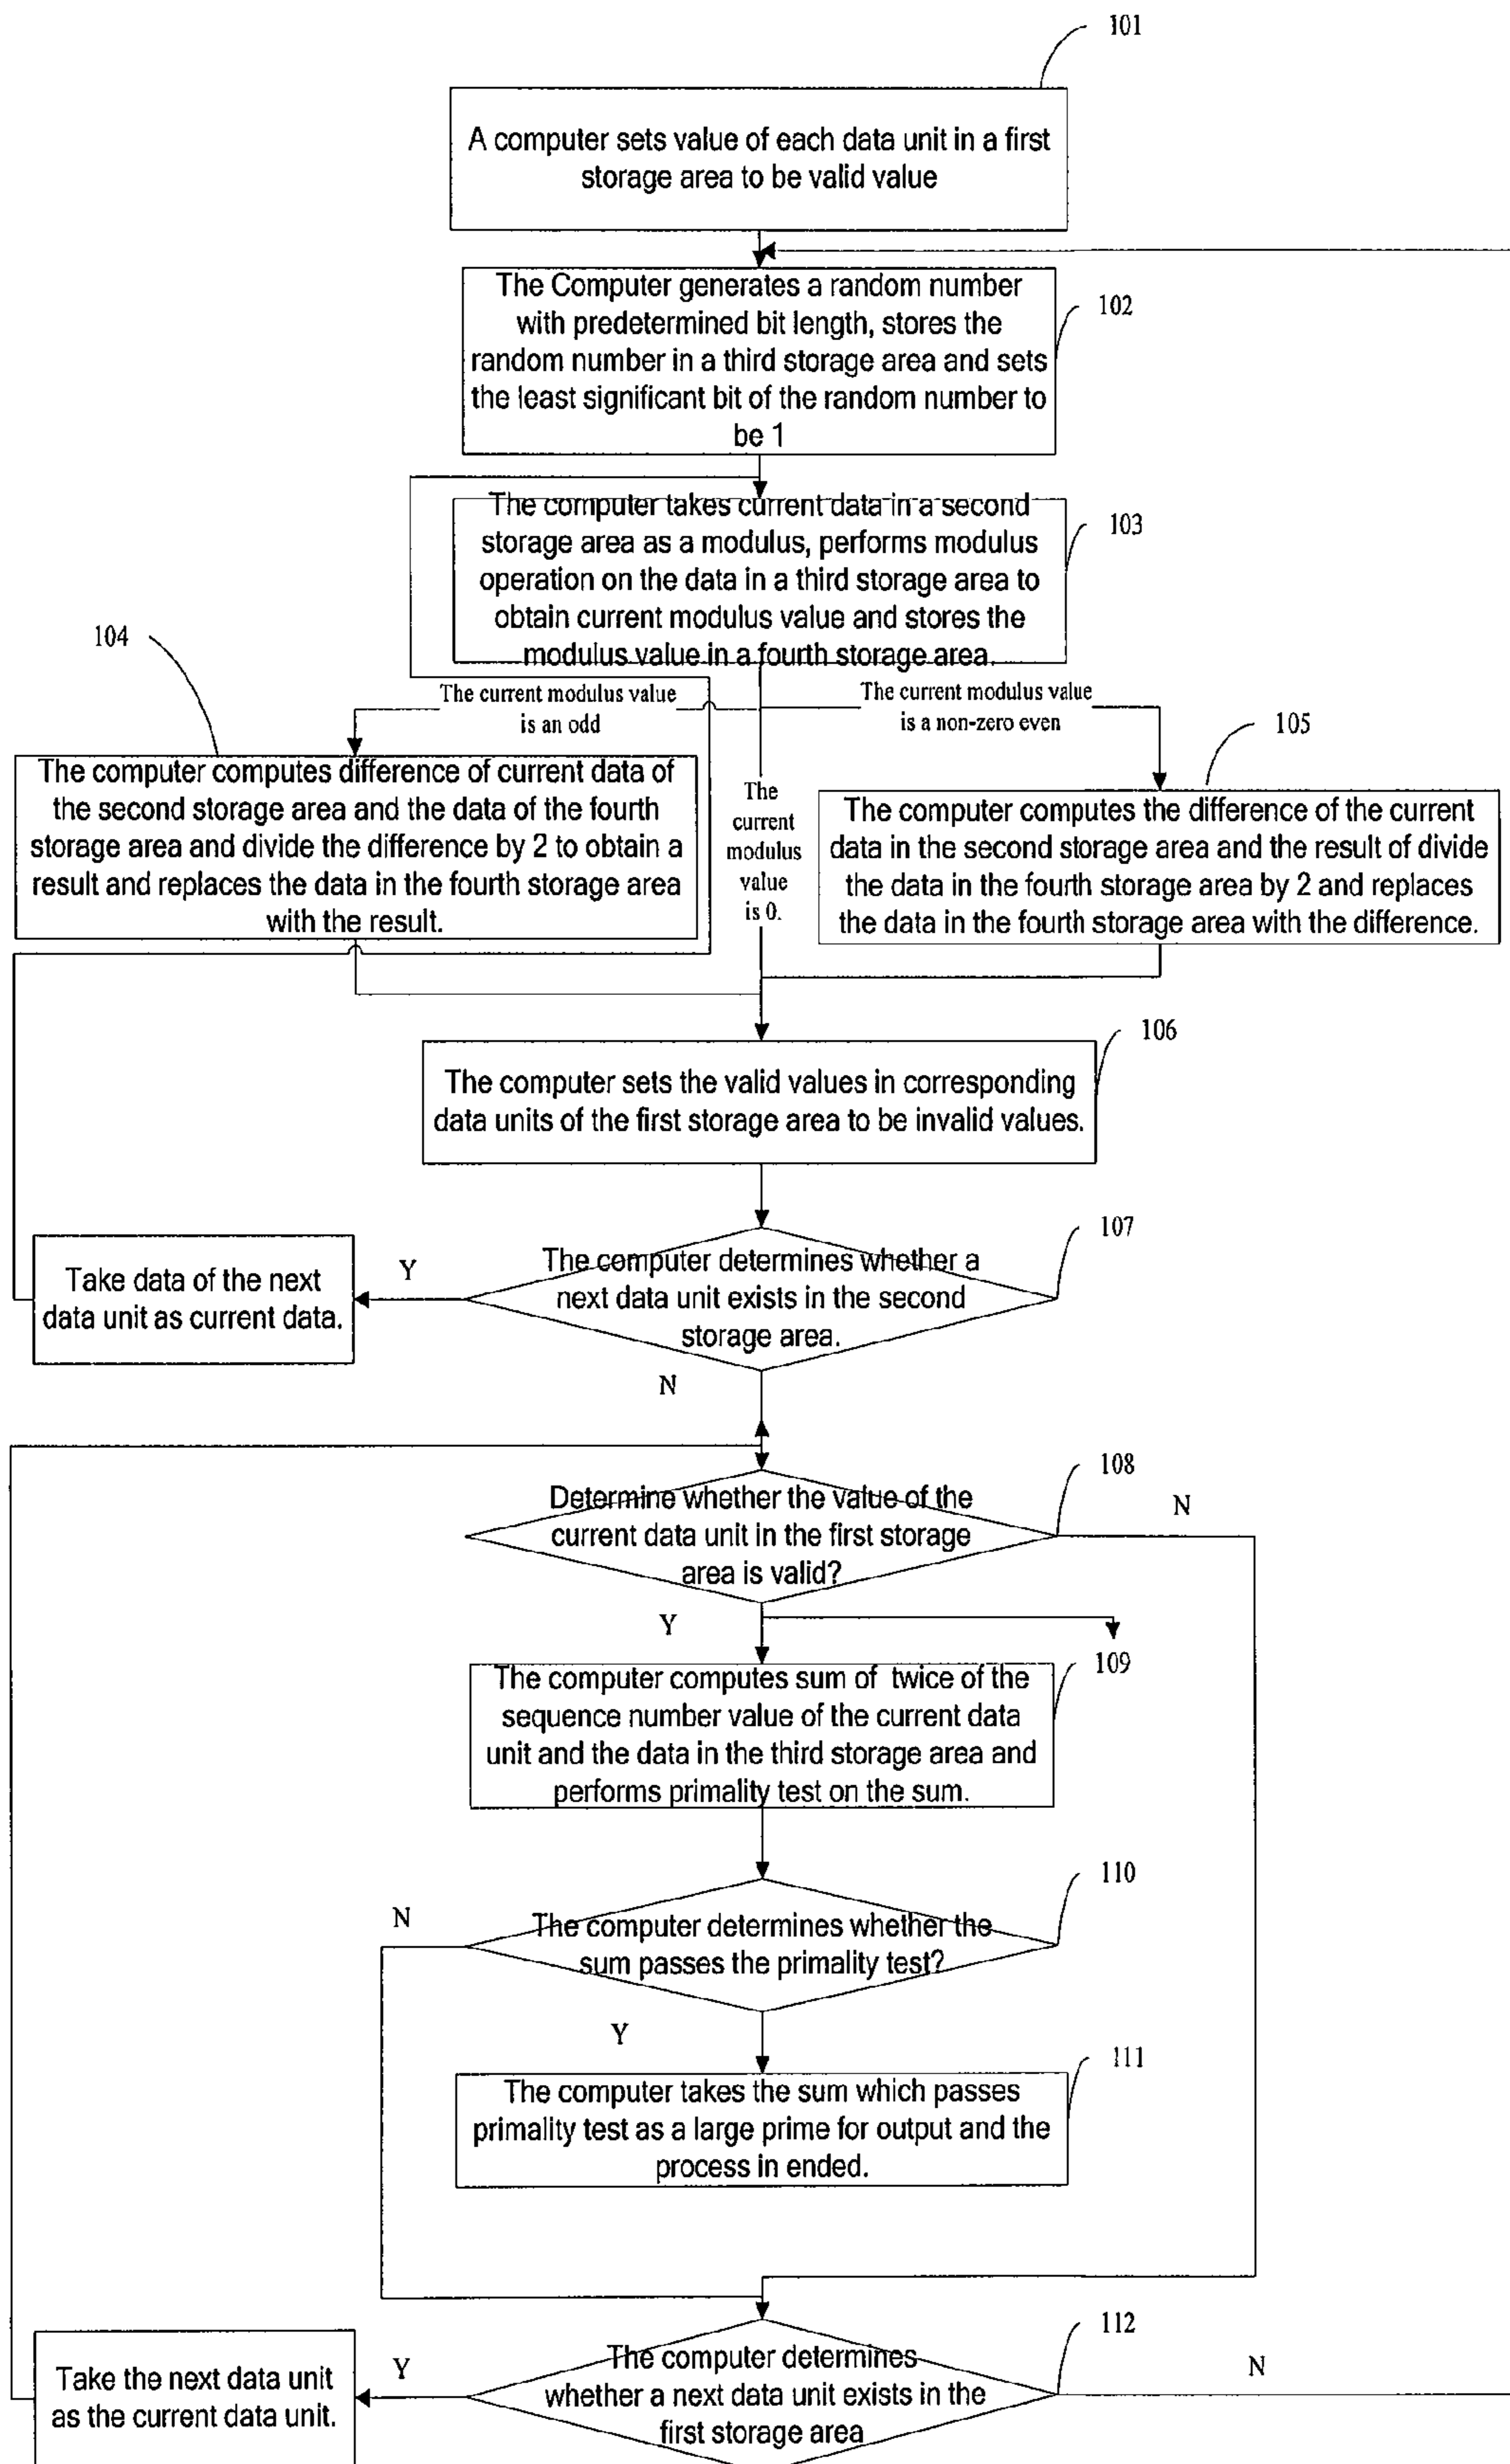 101
A computer sets value of each data unit in a first
storage area to be valid value
The Computer generates a random number
with predetermined bit length, stores the
random number in a third storage area and sets
the least significant bit of the random number to
be 1
102
The computer takes current data in a second
storage area as a modulus, performs modulus
operation on the data in a third storage area to
obtain current modulus value and stores the
modulus value in a fourth storage area.
103
104
The current modulus value
is an odd
The current modulus value
is a non-zero even
105
The computer computes difference of current data of
the second storage area and the data of the fourth
storage area and divide the difference by 2 to obtain a
result and replaces the data in the fourth storage area
with the result.
The
current
modulus
value
is 0.
The computer computes the difference of the current
data in the second storage area and the result of divide
the data in the fourth storage area by 2 and replaces
the data in the fourth storage area with the difference.
106
The computer sets the valid values in corresponding
data units of the first storage area to be invalid values.
107
Take data of the next
data unit as current data.
Y
The computer determines whether a
next data unit exists in the second
storage area.
N
108
Determine whether the value of the
current data unit in the first storage
area is valid?
N
Y
109
The computer computes sum of twice of the
sequence number value of the current data
unit and the data in the third storage area and
performs primality test on the sum.
110
N
The computer determines whether the
sum passes the primality test?
Y
111
The computer takes the sum which passes
primality test as a large prime for output and the
process in ended.
112
Take the next data unit
as the current data unit.
Y
The computer determines
whether a next data unit exists in the
first storage area
N